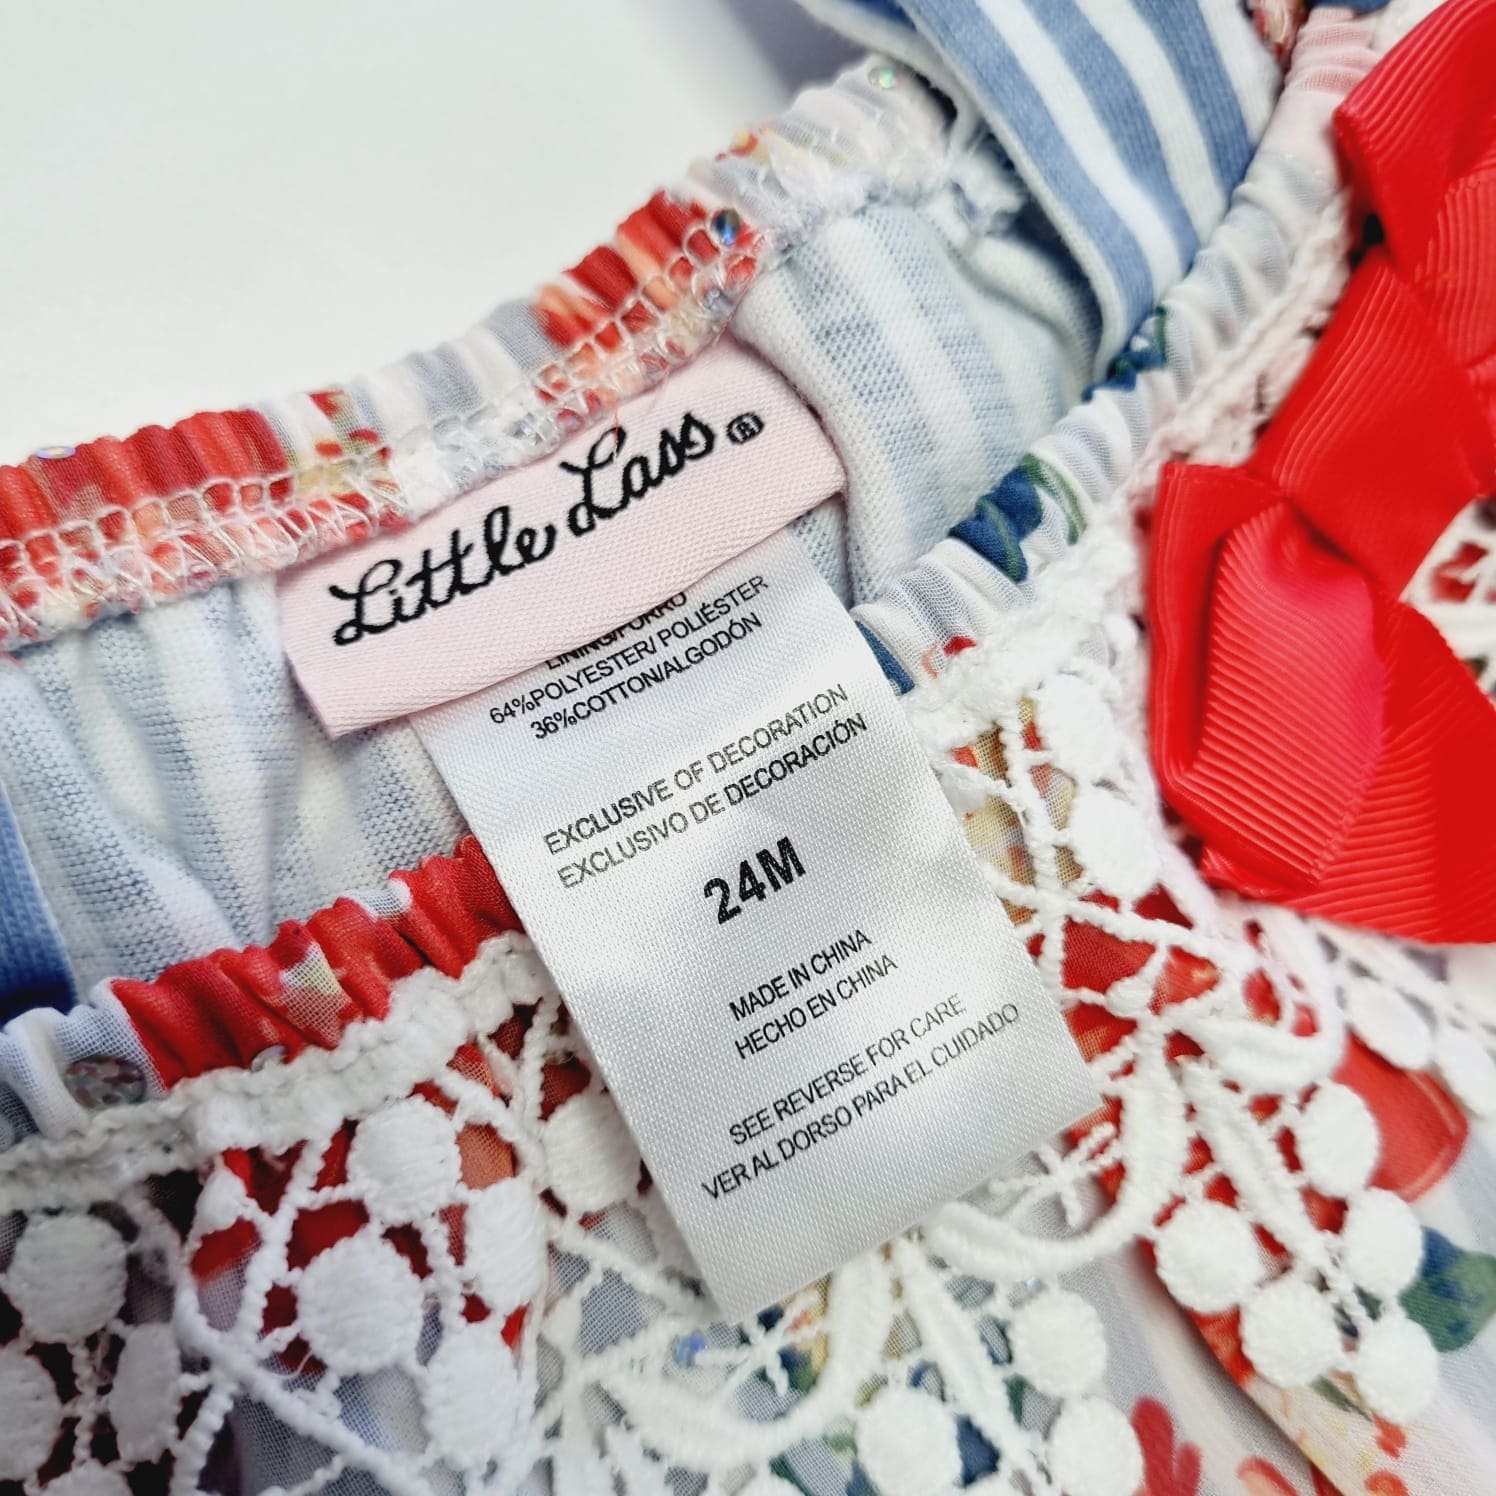 Little Lass®
LINING/FORRO
64%POLYESTER/ POLIÉSTER
36%COTTON/ALGODÓN
EXCLUSIVE OF DECORATION
EXCLUSIVO DE DECORACIÓN
24M
MADE IN CHINA
HECHO EN CHINA
SEE REVERSE FOR CARE
VER AL DORSO PARA EL CUIDADO